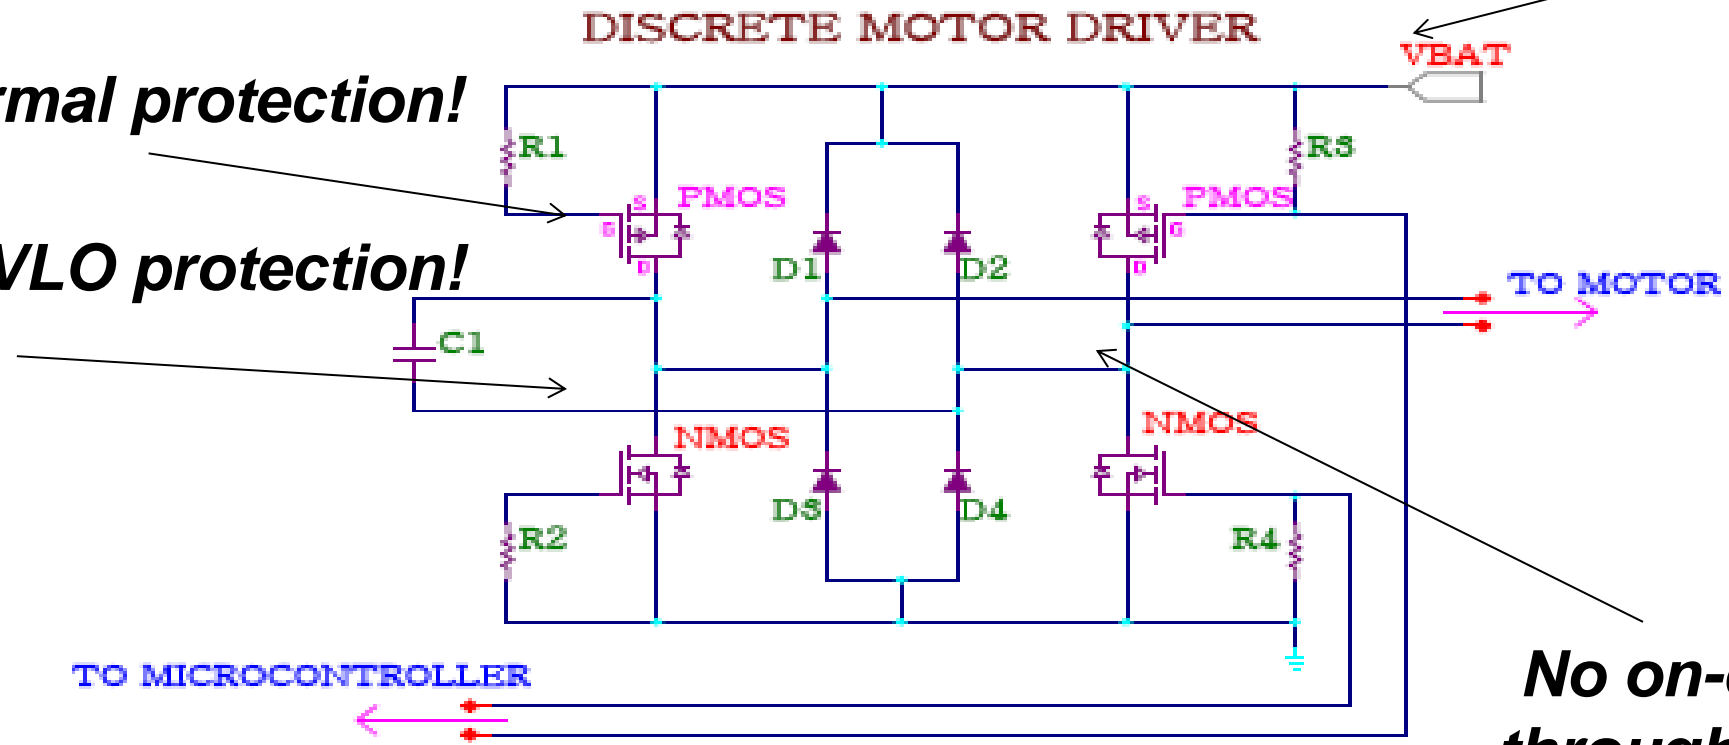 DISCRETE MOTOR DRIVER
VBAT
rmal protection!
R1
R3
S
PMOS
G
D
S
PMOS
G
D
VLO protection!
D1
D2
TO MOTOR
C1
NMOS
NMOS
D3
D4
R2
R4
TO MICROCONTROLLER
No on-
through